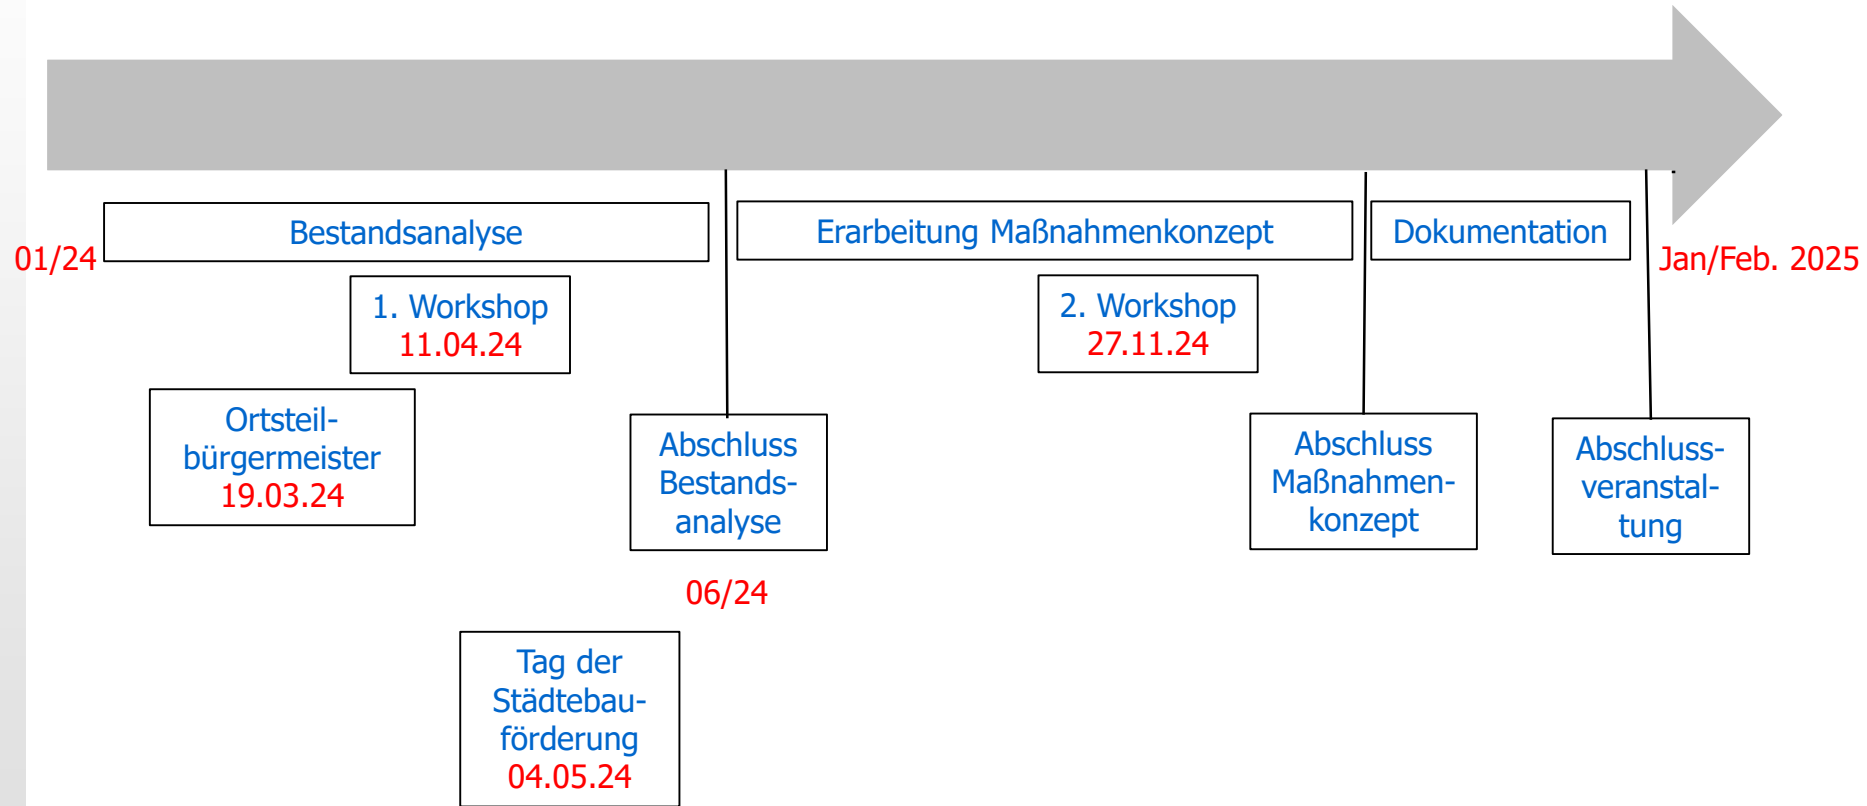 Bestandsanalyse
Erarbeitung Maßnahmenkonzept
Dokumentation
01/24
Jan/Feb. 2025
1. Workshop
11.04.24
2. Workshop
27.11.24
Ortsteil-
bürgermeister
19.03.24
Abschluss
Bestands-
analyse
06/24
Abschluss
Maßnahmen-
konzept
Abschluss-
veranstal-
tung
Tag der
Städtebau-
förderung
04.05.24